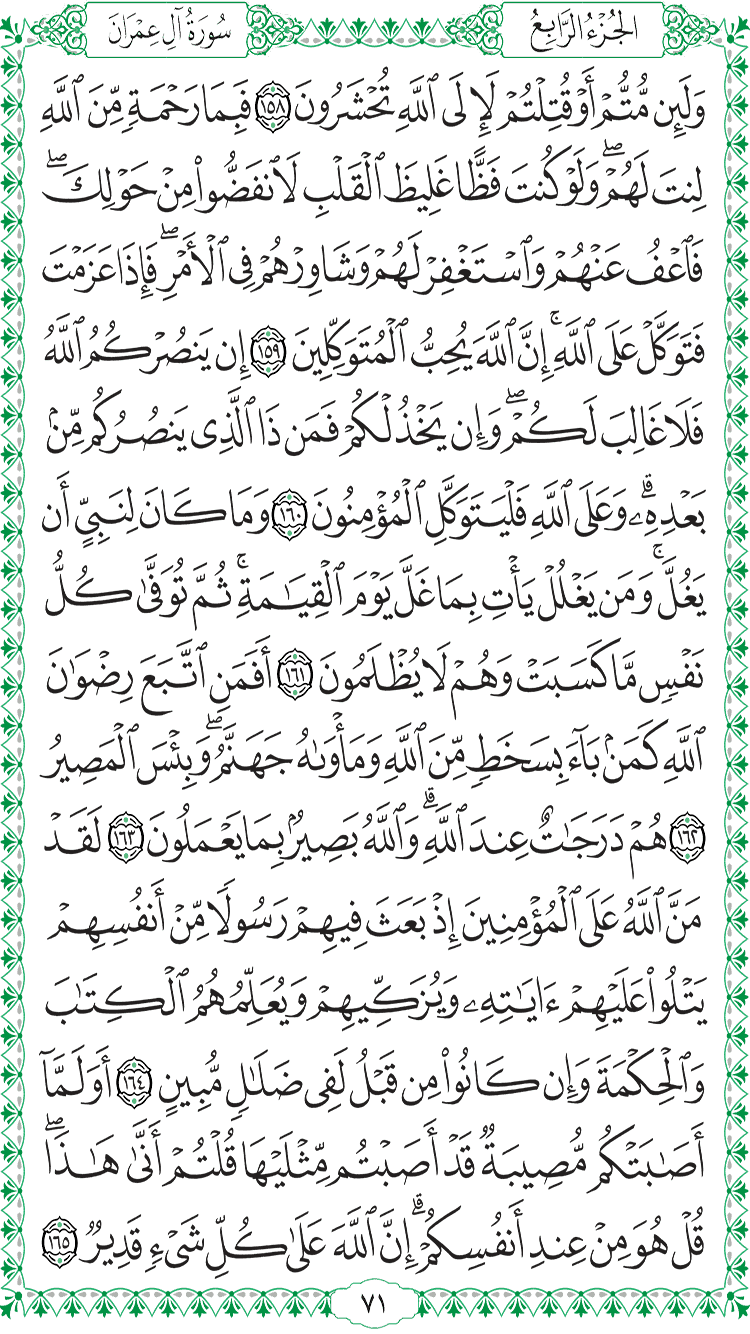 الجُزْءُ الرَّابِعُ
سُورَةُ آلِ عِمْرَانَ
وَلَئِن مُّتُّمْ أَوْ قُتِلْتُمْ لَإِلَى ٱللَّهِ تُحْشَرُونَ ١٥٨ فَبِمَا رَحْمَةٍ مِّنَ ٱللَّهِ
لِنتَ لَهُمْۖ وَلَوْ كُنتَ فَظًّا غَلِيظَ ٱلْقَلْبِ لَٱنفَضُّوا۟ مِنْ حَوْلِكَۖ
فَٱعْفُ عَنْهُمْ وَٱسْتَغْفِرْ لَهُمْ وَشَاوِرْهُمْ فِى ٱلْأَمْرِۖ فَإِذَا عَزَمْتَ
فَتَوَكَّلْ عَلَى ٱللَّهِۚ إِنَّ ٱللَّهَ يُحِبُّ ٱلْمُتَوَكِّلِينَ ١٥٩ إِن يَنصُرْكُمُ ٱللَّهُ
فَلَا غَالِبَ لَكُمْۖ وَإِن يَخْذُلْكُمْ فَمَن ذَا ٱلَّذِى يَنصُرُكُم مِّنۢ
بَعْدِهِۦۗ وَعَلَى ٱللَّهِ فَلْيَتَوَكَّلِ ٱلْمُؤْمِنُونَ ١٦٠ وَمَا كَانَ لِنَبِىٍّ أَن
يَغُلَّۚ وَمَن يَغْلُلْ يَأْتِ بِمَا غَلَّ يَوْمَ ٱلْقِيَـٰمَةِۚ ثُمَّ تُوَفَّىٰ كُلُّ
نَفْسٍ مَّا كَسَبَتْ وَهُمْ لَا يُظْلَمُونَ ١٦١ أَفَمَنِ ٱتَّبَعَ رِضْوَٰنَ
ٱللَّهِ كَمَنۢ بَآءَ بِسَخَطٍ مِّنَ ٱللَّهِ وَمَأْوَىٰهُ جَهَنَّمُۖ وَبِئْسَ ٱلْمَصِيرُ
١٦٢ هُمْ دَرَجَـٰتٌ عِندَ ٱللَّهِۗ وَٱللَّهُ بَصِيرٌۢ بِمَا يَعْمَلُونَ ١٦٣ لَقَدْ
مَنَّ ٱللَّهُ عَلَى ٱلْمُؤْمِنِينَ إِذْ بَعَثَ فِيهِمْ رَسُولًا مِّنْ أَنفُسِهِمْ
يَتْلُوا۟ عَلَيْهِمْ ءَايَـٰتِهِۦ وَيُزَكِّيهِمْ وَيُعَلِّمُهُمُ ٱلْكِتَـٰبَ
وَٱلْحِكْمَةَ وَإِن كَانُوا۟ مِن قَبْلُ لَفِى ضَلَـٰلٍ مُّبِينٍ ١٦٤ أَوَلَمَّآ
أَصَـٰبَتْكُم مُّصِيبَةٌ قَدْ أَصَبْتُم مِّثْلَيْهَا قُلْتُمْ أَنَّىٰ هَـٰذَاۖ
قُلْ هُوَ مِنْ عِندِ أَنفُسِكُمْۗ إِنَّ ٱللَّهَ عَلَىٰ كُلِّ شَىْءٍ قَدِيرٌ ١٦٥
٧١